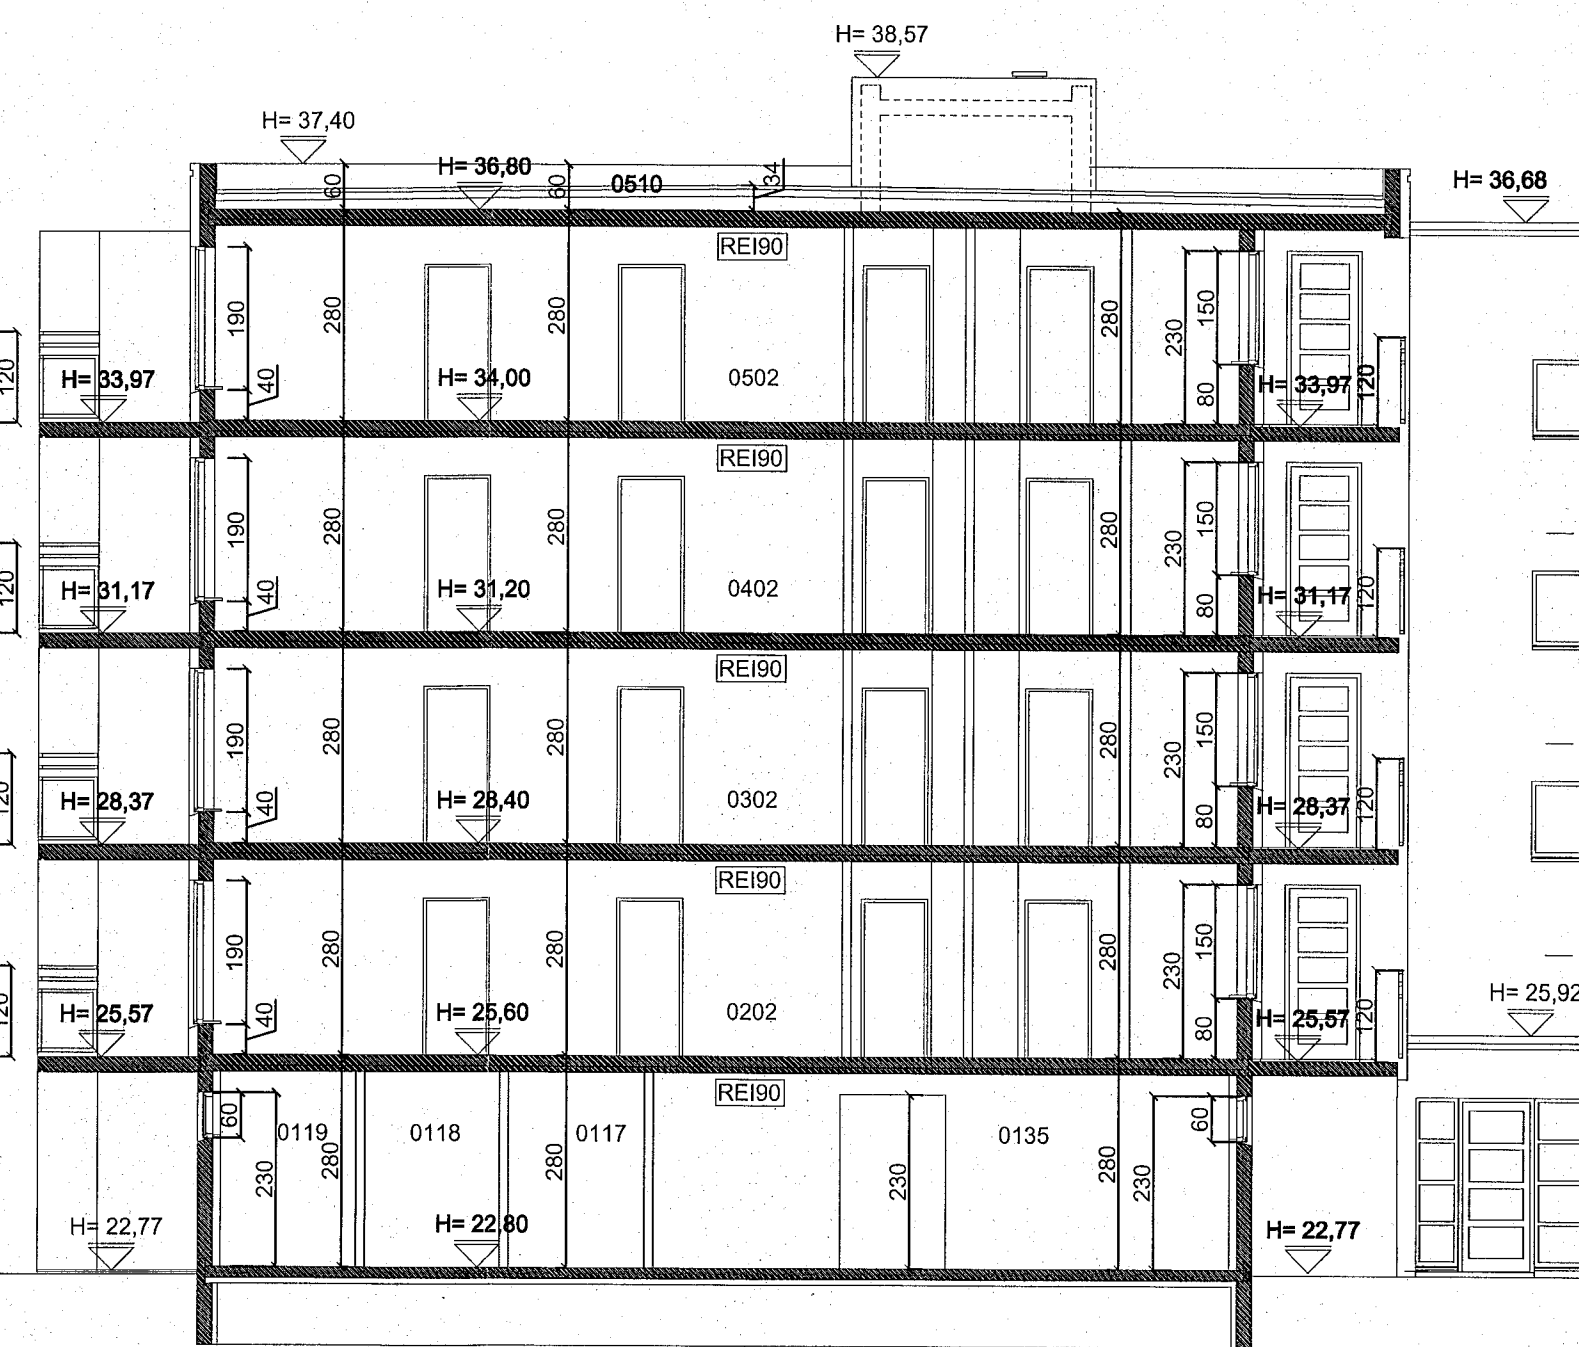 H= 38,57
H= 37,40
H= 36,80
60
60
0510
34
H= 36,68
REI90
190
280
280
280
230
150
120
40
H= 33,97
H= 34,00
0502
80
H= 33,97
120
REI90
190
280
280
280
230
150
120
40
H= 31,17
H= 31,20
0402
80
H= 31,17
120
REI90
190
280
280
280
230
150
120
40
H= 28,37
H= 28,40
0302
80
H= 28,37
120
REI90
190
280
280
280
230
150
120
40
H= 25,57
H= 25,60
0202
80
H= 25,57
120
H= 25,92
REI90
60
0119
0118
0117
0135
60
230
280
280
230
280
230
H= 22,77
H= 22,80
H= 22,77